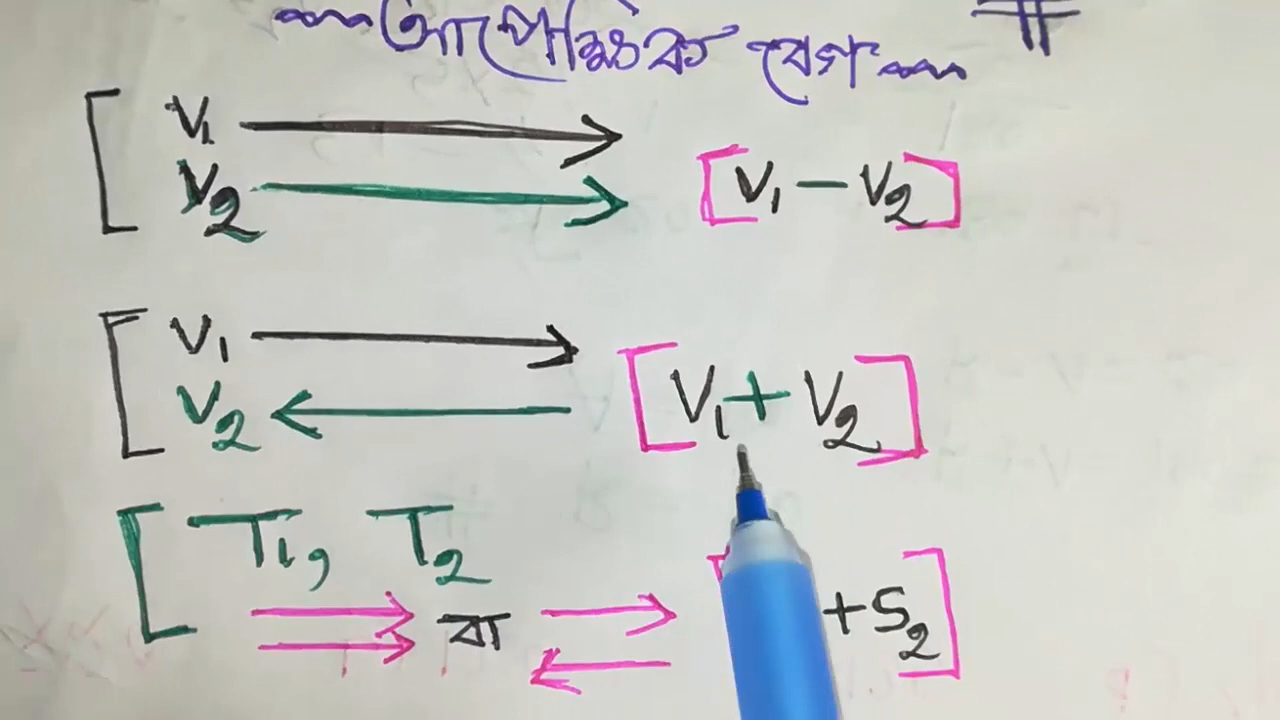 আপেক্ষিক বেগ
V₁
V₂
[V₁ − V₂]
V₁
V₂
[V₁ + V₂]
T₁, T₂
বা
+ S₂]